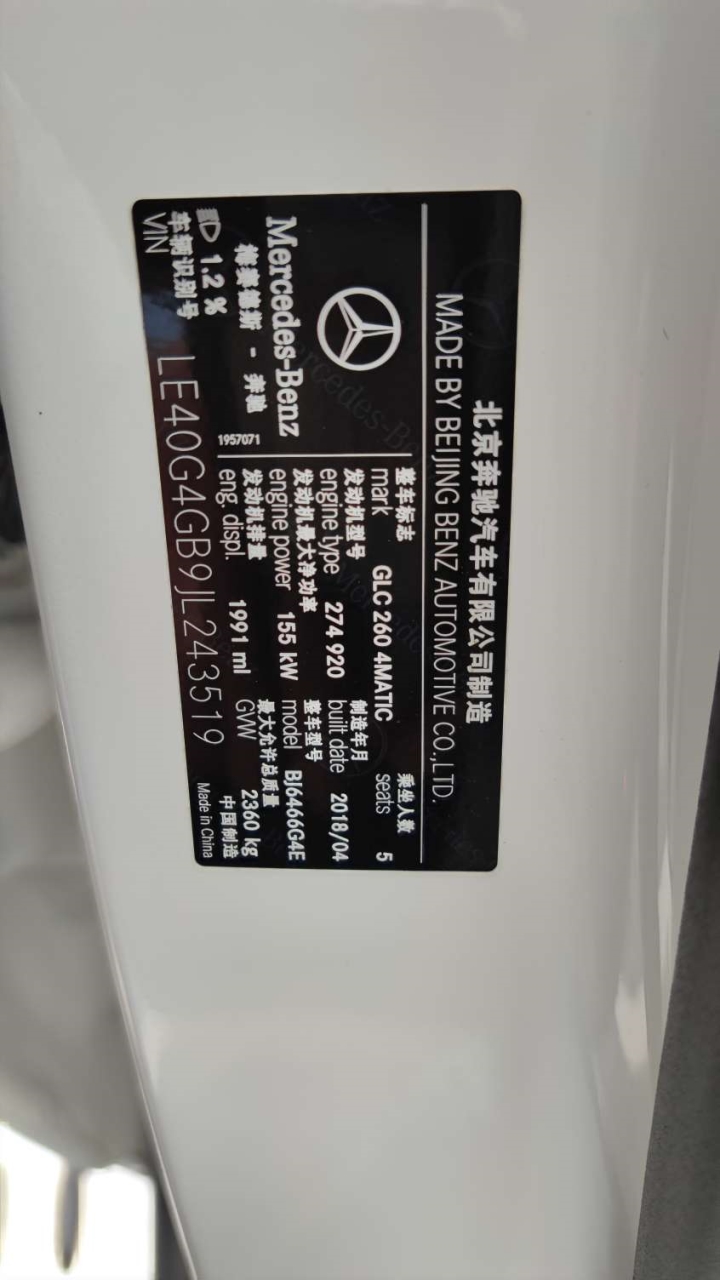 北京奔驰汽车有限公司制造
MADE BY BEIJING BENZ AUTOMOTIVE CO.,LTD.
Mercedes-Benz
梅赛德斯 - 奔驰
1957071
整车标志 乘坐人数
mark GLC 260 4MATIC seats 5
发动机型号 制造年月
engine type 274 920 built date 2018/04
发动机最大净功率 整车型号
engine power 155 kW model BJ6466G4E
发动机排量 最大允许总质量
eng. displ. 1991 ml GVW 2360 kg
1,2 %
中国制造
车辆识别号
VIN LE40G4GB9JL243519
Made in China